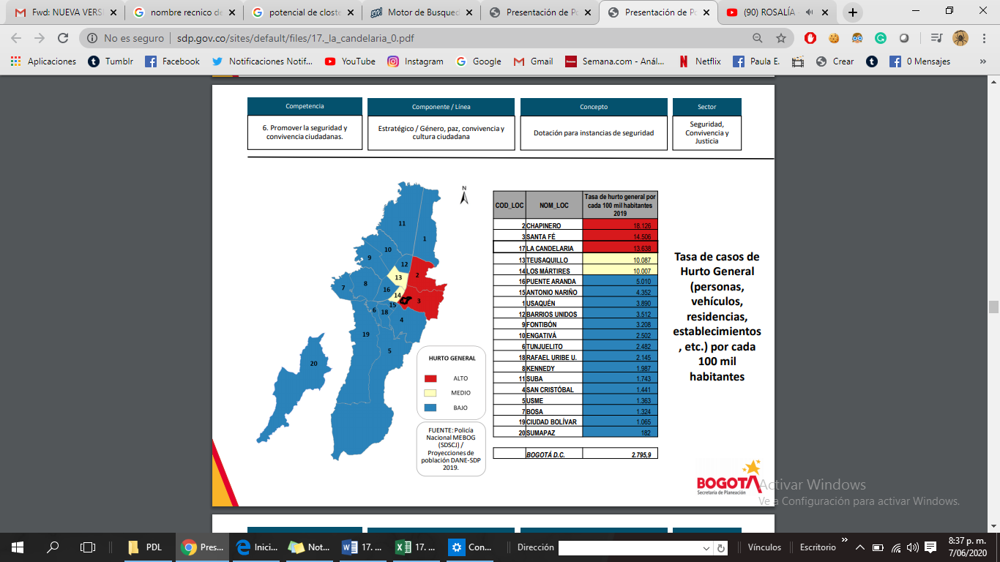 Fwd: NUEVA VERSI
nombre recnico de
potencial de closte
Motor de Busquec
Presentación de Po
Presentación de Po
(90) ROSALÍA
No es seguro | sdp.gov.co/sites/default/files/17._la_candelaria_0.pdf
Aplicaciones
Tumblr
Facebook
Notificaciones Notif...
YouTube
Instagram
Google
Gmail
Semana.com - Anál...
Netflix
Paula E.
Crear
0 Mensajes
»
Competencia
Componente / Línea
Concepto
Sector
6. Promover la seguridad y
convivencia ciudadanas.
Estratégico / Género, paz, convivencia y
cultura ciudadana
Dotación para instancias de seguridad
Seguridad,
Convivencia y
Justicia
N
11
1
10
9
12
13
2
8
7
16
14
3
15
6
18
4
19
5
20
HURTO GENERAL
ALTO
MEDIO
BAJO
FUENTE: Policía
Nacional MEBOG
(SDSCJ) /
Proyecciones de
población DANE-SDP
2019.
COD_LOC NOM_LOC Tasa de hurto general por
cada 100 mil habitantes
2019
2 CHAPINERO 18.126
3 SANTA FÉ 14.506
17 LA CANDELARIA 13.638
13 TEUSAQUILLO 10.087
14 LOS MÁRTIRES 10.007
16 PUENTE ARANDA 5.010
15 ANTONIO NARIÑO 4.352
1 USAQUÉN 3.890
12 BARRIOS UNIDOS 3.512
9 FONTIBÓN 3.208
10 ENGATIVÁ 2.502
6 TUNJUELITO 2.482
18 RAFAEL URIBE U. 2.145
8 KENNEDY 1.987
11 SUBA 1.743
4 SAN CRISTÓBAL 1.441
5 USME 1.363
7 BOSA 1.324
19 CIUDAD BOLÍVAR 1.065
20 SUMAPAZ 182
BOGOTÁ D.C. 2.795,9
Tasa de casos de
Hurto General
(personas,
vehículos,
residencias,
establecimientos
, etc.) por cada
100 mil
habitantes
BOGOTA
Secretaría de Planeación
Activar Windows
Ve a Configuración para activar Windows.
PDL
Pres...
Inici...
Not...
17. ...
17. ...
Con...
Dirección
Vínculos
Escritorio
»
8:37 p. m.
7/06/2020